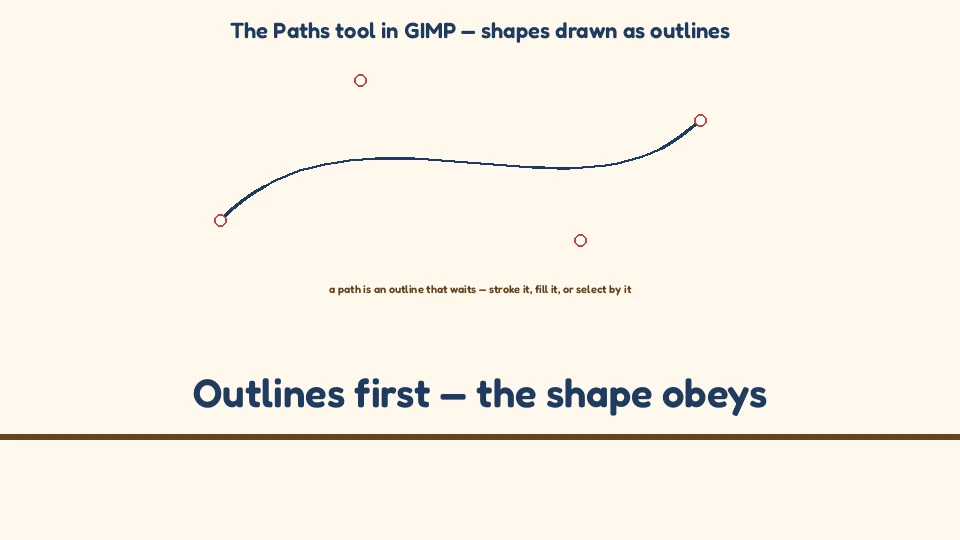 The Paths tool in GIMP — shapes drawn as outlines
a path is an outline that waits — stroke it, fill it, or select by it
Outlines first — the shape obeys